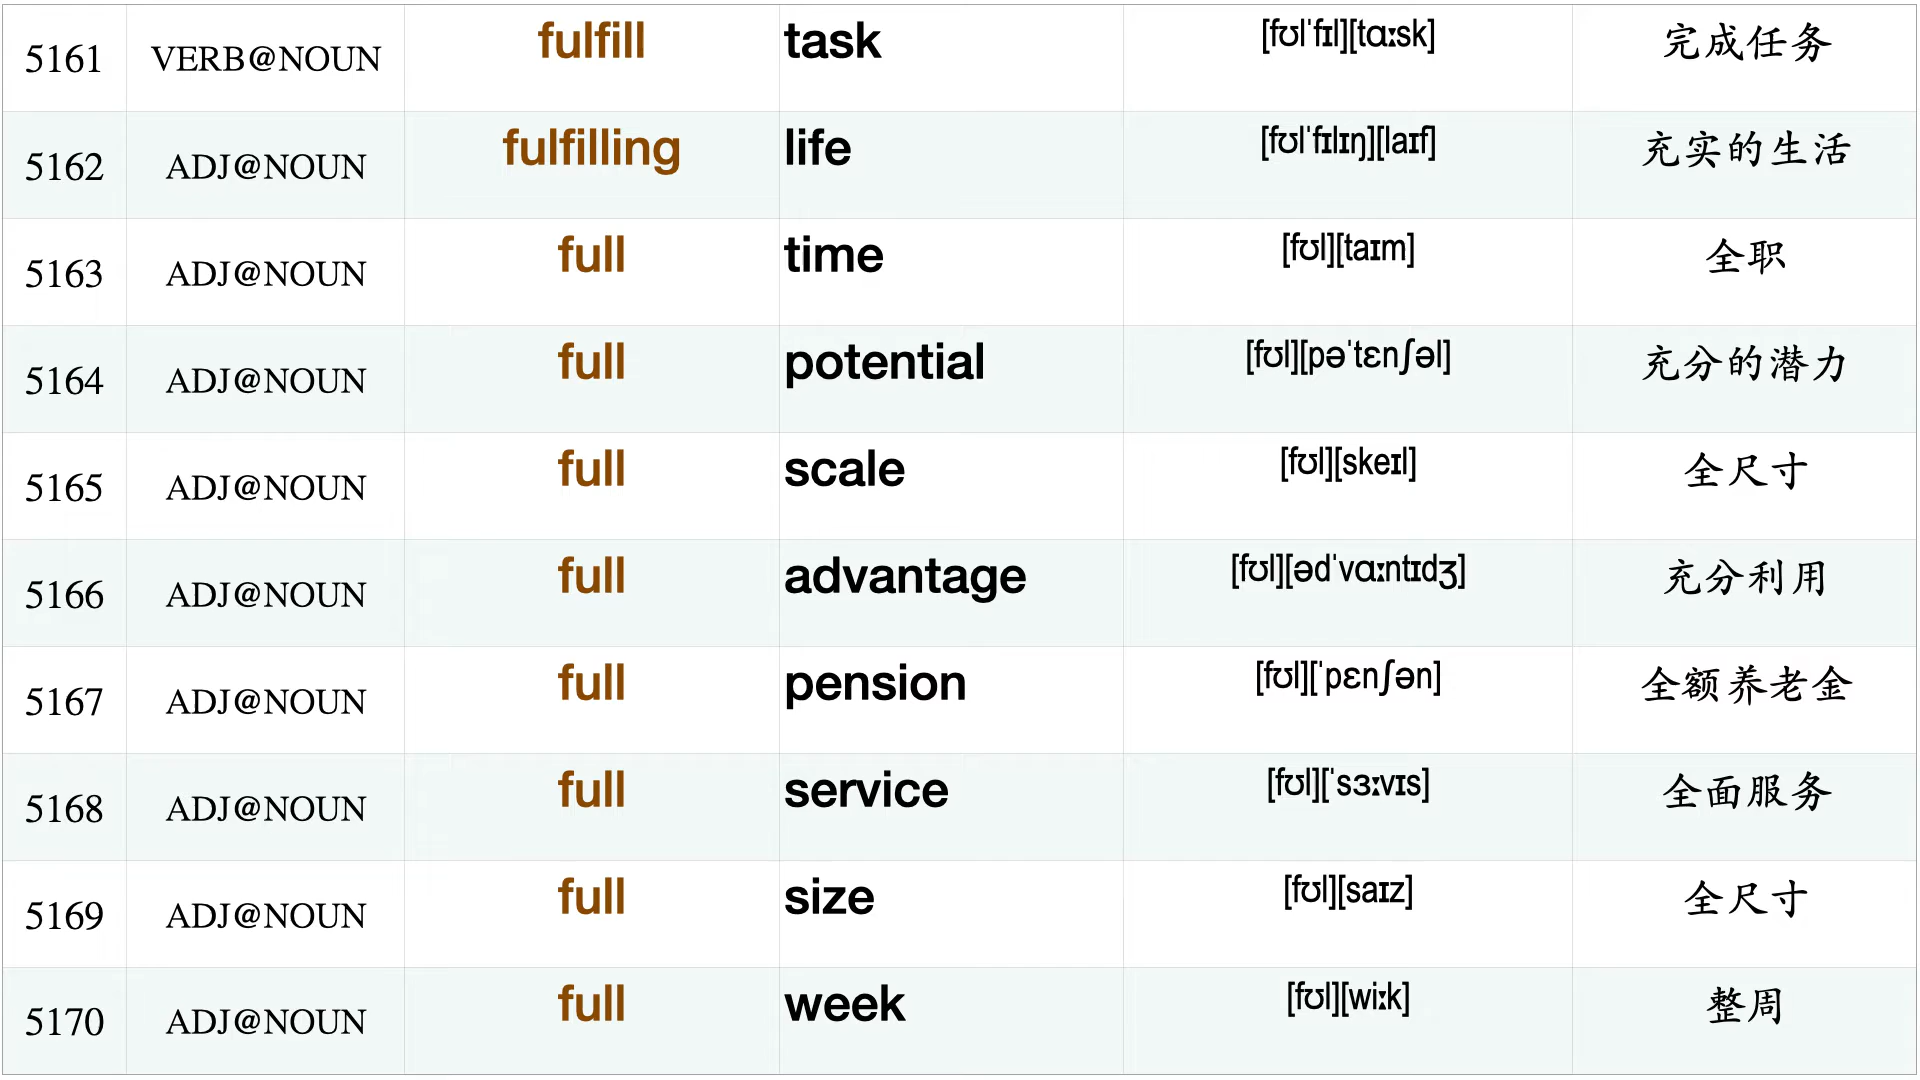 5161 VERB@NOUN fulfill task [fʊlˈfɪl][tɑːsk] 完成任务
5162 ADJ@NOUN fulfilling life [fʊlˈfɪlɪŋ][laɪf] 充实的生活
5163 ADJ@NOUN full time [fʊl][taɪm] 全职
5164 ADJ@NOUN full potential [fʊl][pəˈtɛnʃəl] 充分的潜力
5165 ADJ@NOUN full scale [fʊl][skeɪl] 全尺寸
5166 ADJ@NOUN full advantage [fʊl][ədˈvɑːntɪdʒ] 充分利用
5167 ADJ@NOUN full pension [fʊl][ˈpɛnʃən] 全额养老金
5168 ADJ@NOUN full service [fʊl][ˈsɜːvɪs] 全面服务
5169 ADJ@NOUN full size [fʊl][saɪz] 全尺寸
5170 ADJ@NOUN full week [fʊl][wiːk] 整周